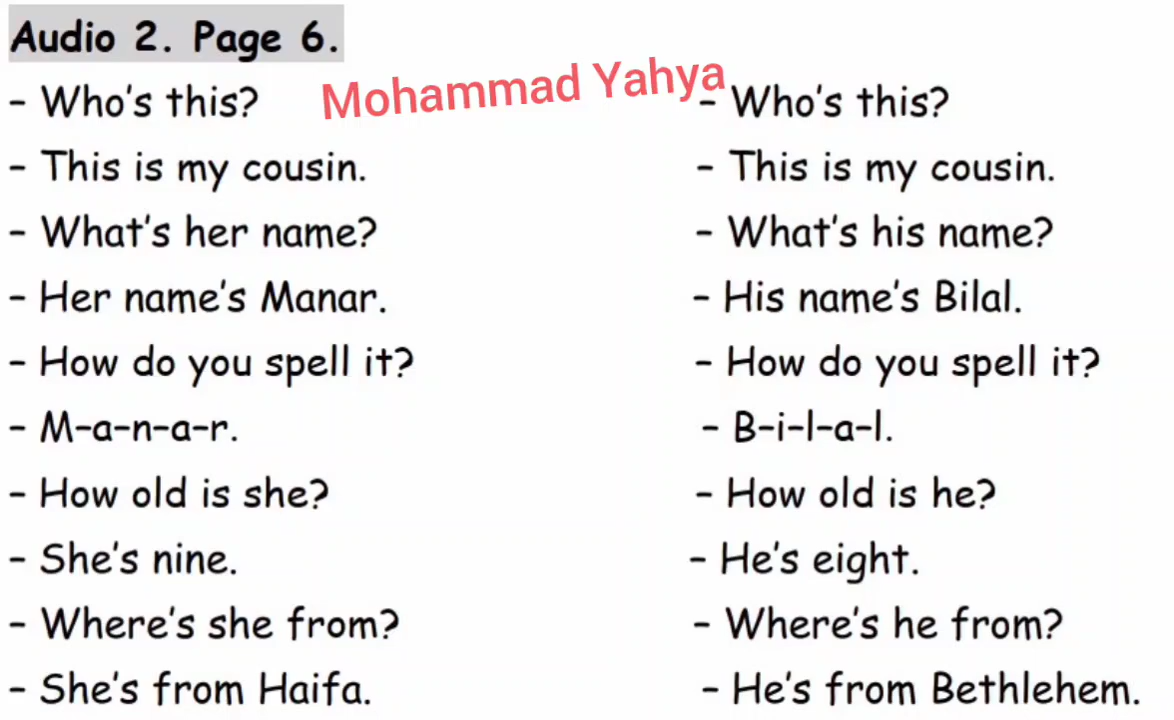 Audio 2. Page 6.
Mohammad Yahya
- Who's this?
- This is my cousin.
- What's her name?
- Her name's Manar.
- How do you spell it?
- M-a-n-a-r.
- How old is she?
- She's nine.
- Where's she from?
- She's from Haifa.
- Who's this?
- This is my cousin.
- What's his name?
- His name's Bilal.
- How do you spell it?
- B-i-l-a-l.
- How old is he?
- He's eight.
- Where's he from?
- He's from Bethlehem.